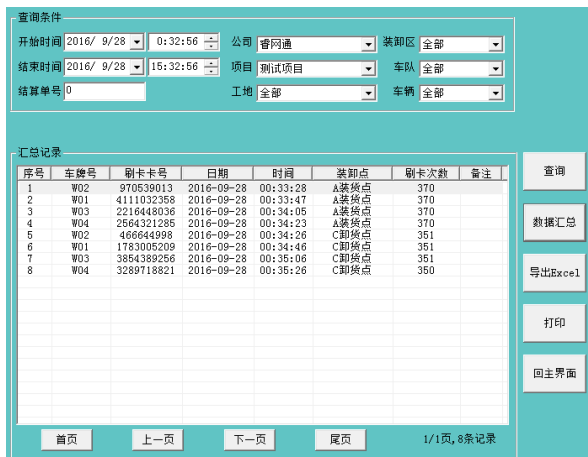 查询条件
开始时间 2016/ 9/28 0:32:56 公司 睿网通 装卸区 全部
结束时间 2016/ 9/28 15:32:56 项目 测试项目 车队 全部
结算单号 0 工地 全部 车辆 全部
汇总记录
序号 车牌号 刷卡卡号 日期 时间 装卸点 刷卡次数 备注
1 W02 970539013 2016-09-28 00:33:28 A装货点 370
2 W01 4111032358 2016-09-28 00:33:47 A装货点 370
3 W03 2216448036 2016-09-28 00:34:05 A装货点 370
4 W04 2564321285 2016-09-28 00:34:23 A装货点 370
5 W02 466644998 2016-09-28 00:34:26 C卸货点 351
6 W01 1783005209 2016-09-28 00:34:46 C卸货点 351
7 W03 3854389256 2016-09-28 00:35:06 C卸货点 351
8 W04 3289718821 2016-09-28 00:35:26 C卸货点 350
查询
数据汇总
导出Excel
打印
回主界面
首页 上一页 下一页 尾页 1/1页,8条记录